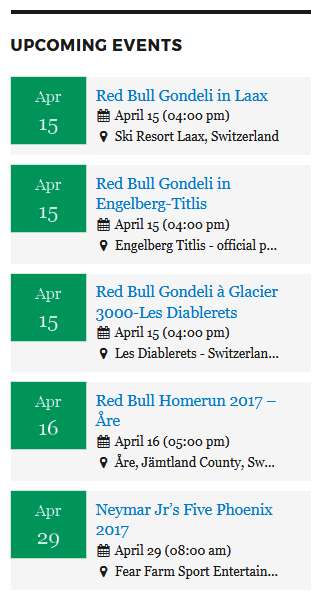 UPCOMING EVENTS
Apr
15
Red Bull Gondeli in Laax
April 15 (04:00 pm)
Ski Resort Laax, Switzerland
Apr
15
Red Bull Gondeli in
Engelberg-Titlis
April 15 (04:00 pm)
Engelberg Titlis - official p...
Apr
15
Red Bull Gondeli à Glacier
3000-Les Diablerets
April 15 (04:00 pm)
Les Diablerets - Switzerlan...
Apr
16
Red Bull Homerun 2017 –
Åre
April 16 (05:00 pm)
Åre, Jämtland County, Sw...
Apr
29
Neymar Jr’s Five Phoenix
2017
April 29 (08:00 am)
Fear Farm Sport Entertain...